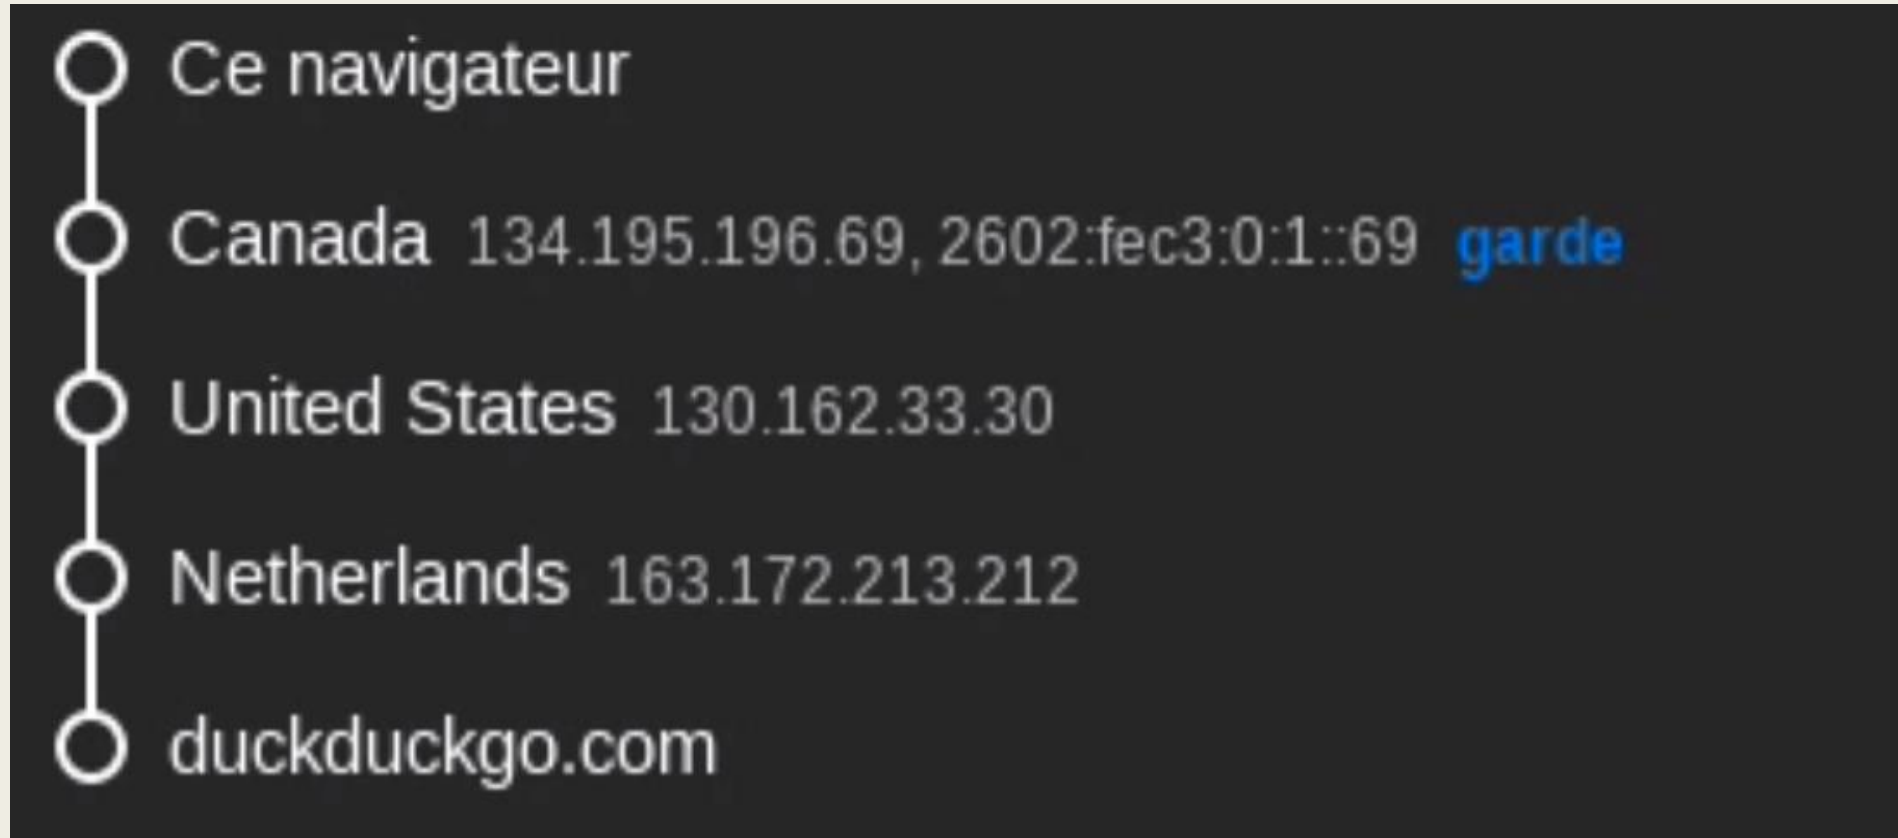 Ce navigateur
Canada 134.195.196.69, 2602:fec3:0:1::69 garde
United States 130.162.33.30
Netherlands 163.172.213.212
duckduckgo.com